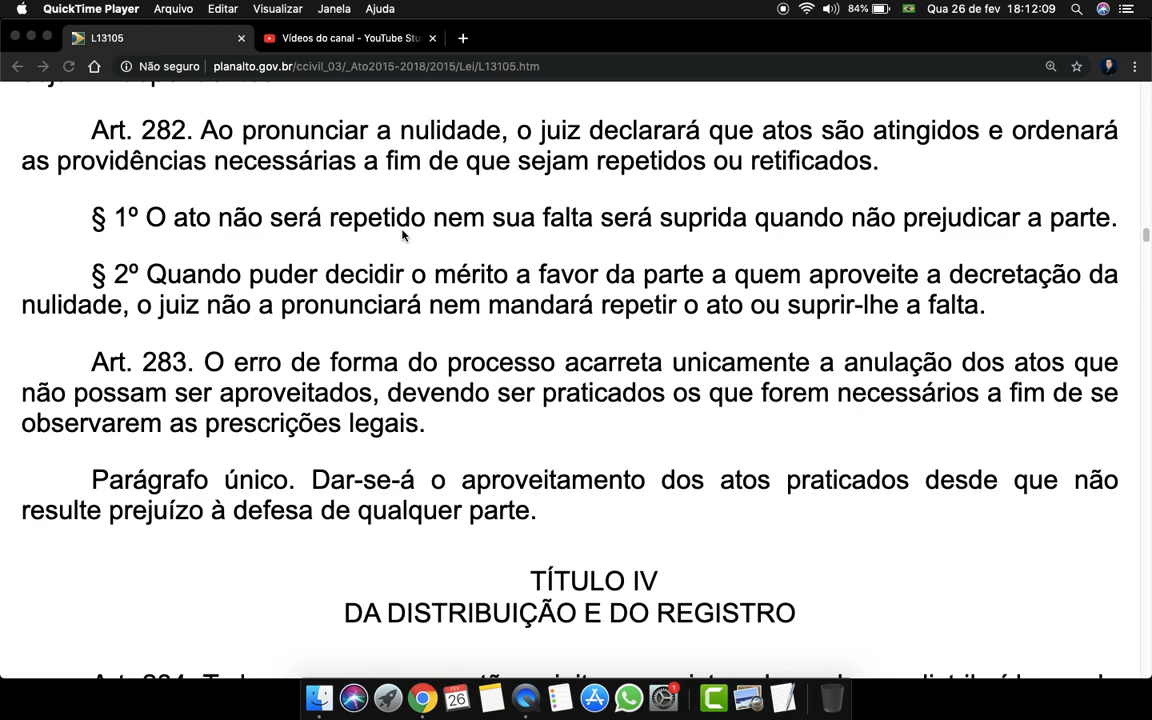 QuickTime Player Arquivo Editar Visualizar Janela Ajuda 84% Qua 26 de fev 18:12:09
L13105 Vídeos do canal - YouTube Stu
Não seguro planalto.gov.br/ccivil_03/_Ato2015-2018/2015/Lei/L13105.htm
Art. 282. Ao pronunciar a nulidade, o juiz declarará que atos são atingidos e ordenará
as providências necessárias a fim de que sejam repetidos ou retificados.
§ 1º O ato não será repetido nem sua falta será suprida quando não prejudicar a parte.
§ 2º Quando puder decidir o mérito a favor da parte a quem aproveite a decretação da
nulidade, o juiz não a pronunciará nem mandará repetir o ato ou suprir-lhe a falta.
Art. 283. O erro de forma do processo acarreta unicamente a anulação dos atos que
não possam ser aproveitados, devendo ser praticados os que forem necessários a fim de se
observarem as prescrições legais.
Parágrafo único. Dar-se-á o aproveitamento dos atos praticados desde que não
resulte prejuízo à defesa de qualquer parte.
TÍTULO IV
DA DISTRIBUIÇÃO E DO REGISTRO
FEV
26
1